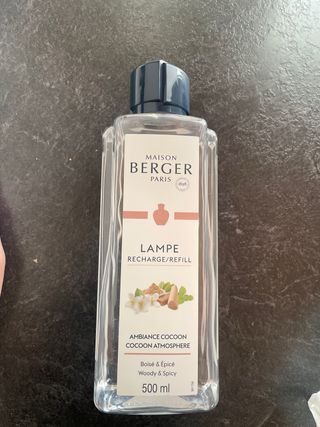 MAISON
BERGER
PARIS
LAMPE
RECHARGE/REFILL
AMBIANCE COCOON
COCOON ATMOSPHERE
Boisé & Épicé
Woody & Spicy
500 ml